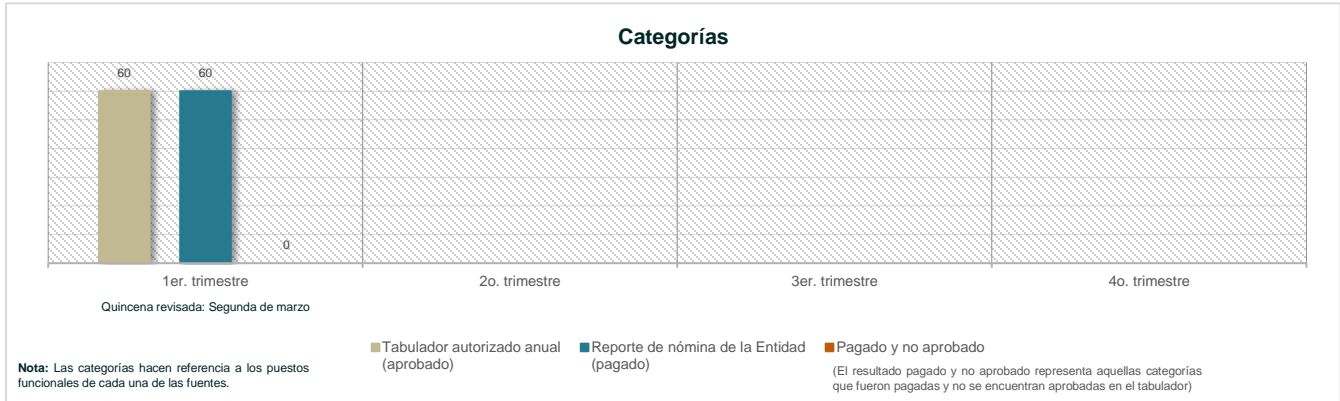 Categorías
60 60
0
1er. trimestre 2o. trimestre 3er. trimestre 4o. trimestre
Quincena revisada: Segunda de marzo
Tabulador autorizado anual
(aprobado)
Reporte de nómina de la Entidad
(pagado)
Pagado y no aprobado
(El resultado pagado y no aprobado representa aquellas categorías
que fueron pagadas y no se encuentran aprobadas en el tabulador)
Nota: Las categorías hacen referencia a los puestos
funcionales de cada una de las fuentes.